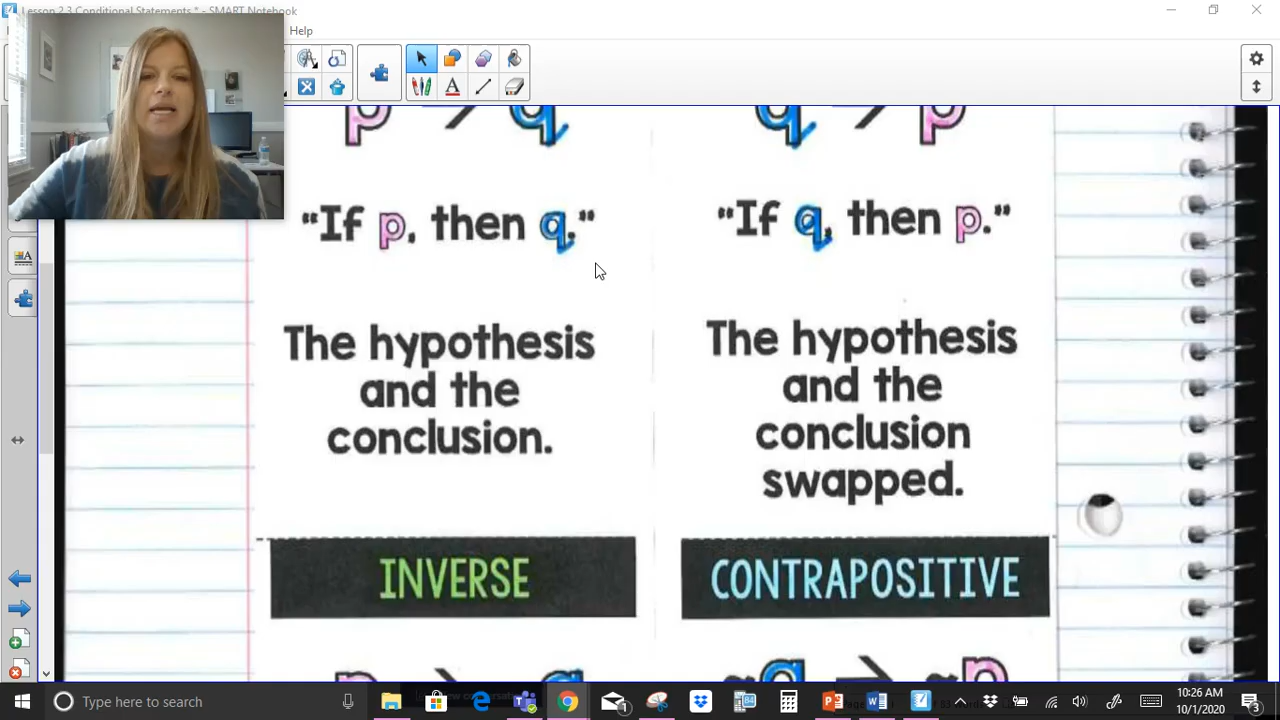 Lesson 2.3 Conditional Statements * - SMART Notebook
Help
p → q
q → p
"If p, then q."
"If q, then p."
The hypothesis
and the
conclusion.
The hypothesis
and the
conclusion
swapped.
INVERSE
CONTRAPOSITIVE
Type here to search
10:26 AM
10/1/2020